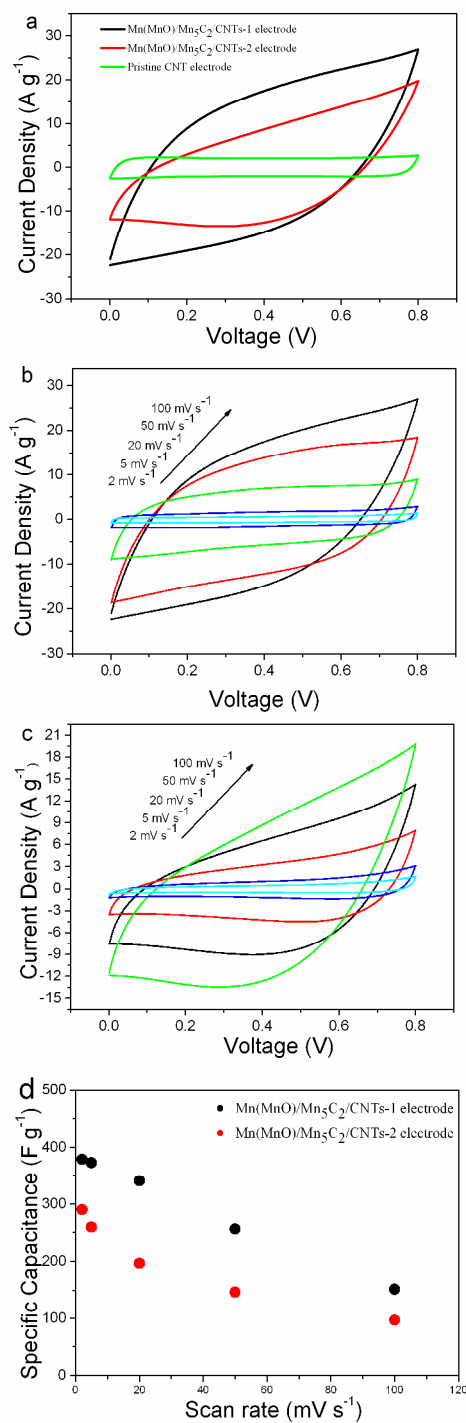 a
Mn(MnO)/Mn5C2/CNTs-1 electrode
Mn(MnO)/Mn5C2/CNTs-2 electrode
Pristine CNT electrode
Current Density (A g-1)
30
20
10
0
-10
-20
-30
0.0 0.2 0.4 0.6 0.8
Voltage (V)
b
100 mV s-1
50 mV s-1
20 mV s-1
5 mV s-1
2 mV s-1
Current Density (A g-1)
30
20
10
0
-10
-20
-30
0.0 0.2 0.4 0.6 0.8
Voltage (V)
c
100 mV s-1
50 mV s-1
20 mV s-1
5 mV s-1
2 mV s-1
Current Density (A g-1)
21
18
15
12
9
6
3
0
-3
-6
-9
-12
-15
0.0 0.2 0.4 0.6 0.8
Voltage (V)
d
Mn(MnO)/Mn5C2/CNTs-1 electrode
Mn(MnO)/Mn5C2/CNTs-2 electrode
Specific Capacitance (F g-1)
500
400
300
200
100
0
0 20 40 60 80 100 120
Scan rate (mV s-1)